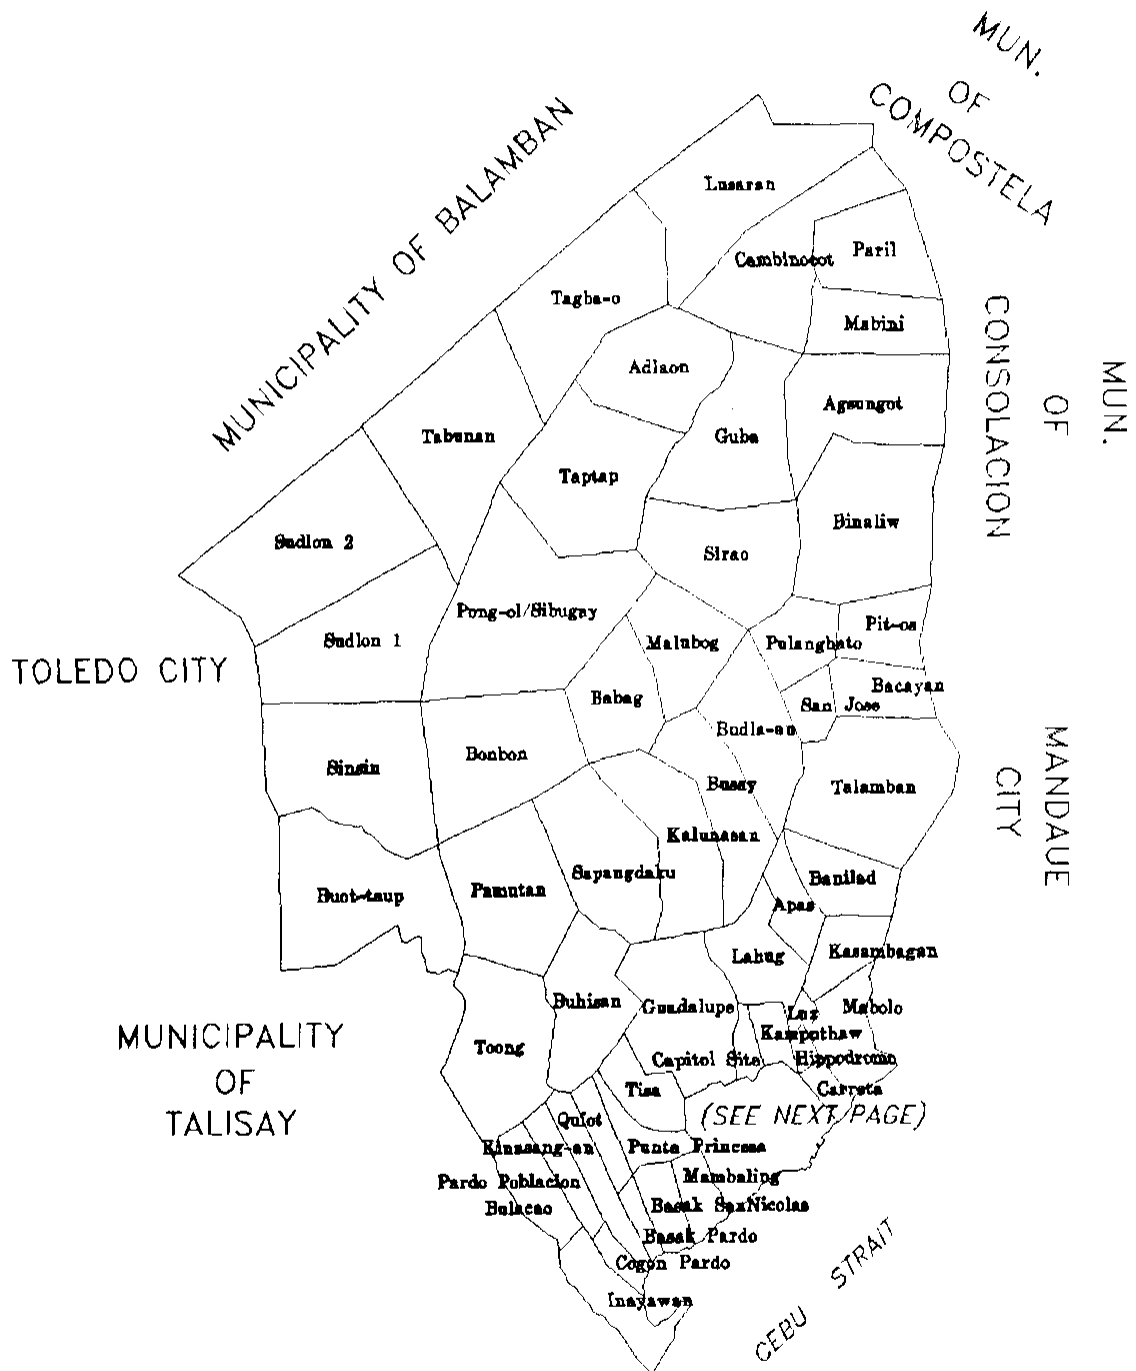 MUN.
OF
COMPOSTELA
MUNICIPALITY OF BALAMBAN
Lusaran
Cambinocot
Paril
Tagba-o
Mabini
MUN.
OF
CONSOLACION
Adlaon
Agsungot
Tabunan
Guba
Taptap
Binaliw
Sudlon 2
Sirao
Pong-ol/Sibugay
Pit-os
Sudlon 1
Malubog
Pulangbato
TOLEDO CITY
Bacayan
Babag
San Jose
Budla-an
Bonbon
Sinsin
Busay
Talamban
MANDAUE
CITY
Kalunasan
Sapangdaku
Banilad
Buot-taup
Pamutan
Apas
Lahug
Kasambagan
Buhisan
Guadalupe
Luz
Mabolo
Kamputhaw
MUNICIPALITY
OF
TALISAY
Toong
Capitol Site
Hippodromo
Tisa
Carreta
(SEE NEXT PAGE)
Quiot
Kinasang-an
Punta Princesa
Pardo Poblacion
Mambaling
Bulacao
Basak San Nicolas
Basak Pardo
Cogon Pardo
Inayawan
CEBU STRAIT